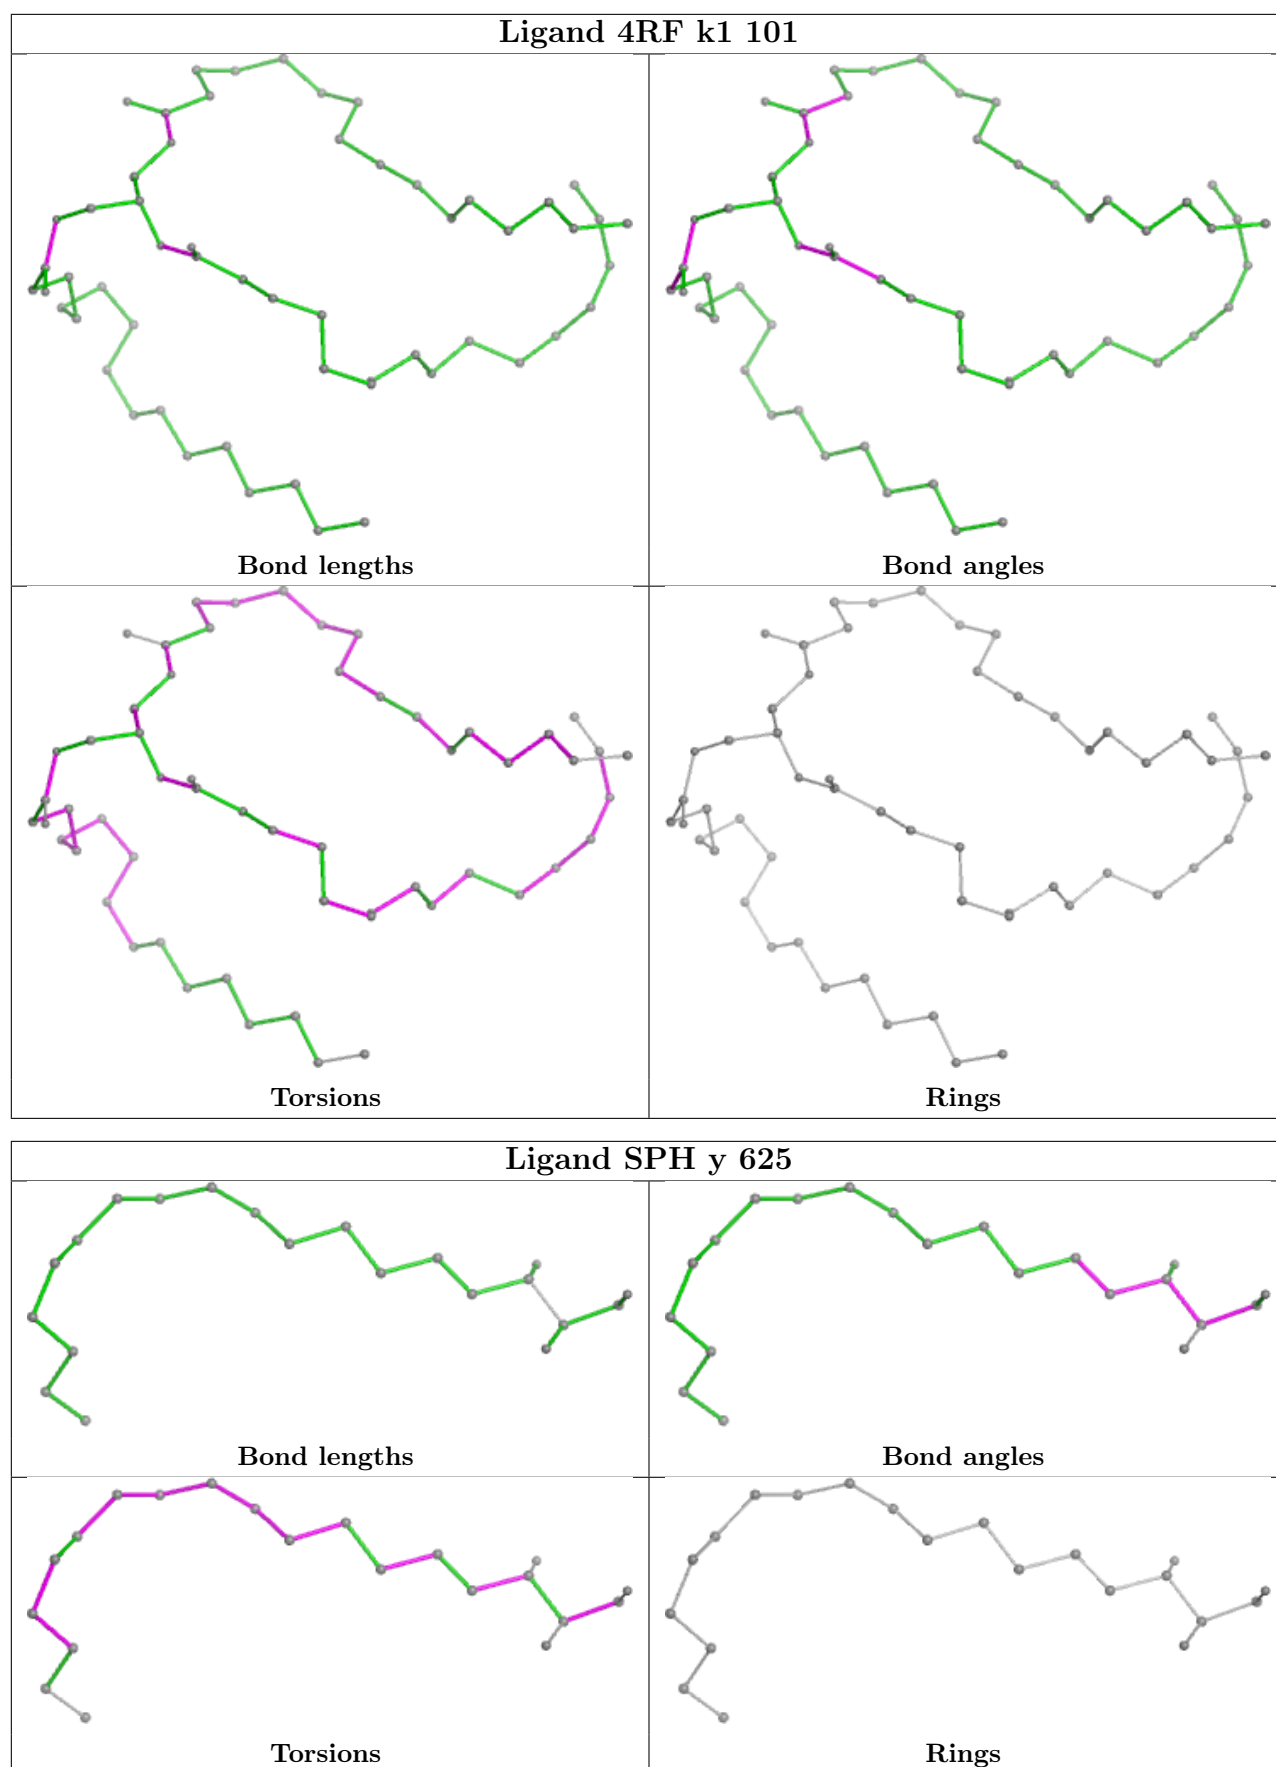 Ligand 4RF k1 101
Bond lengths
Bond angles
Torsions
Rings
Ligand SPH y 625
Bond lengths
Bond angles
Torsions
Rings